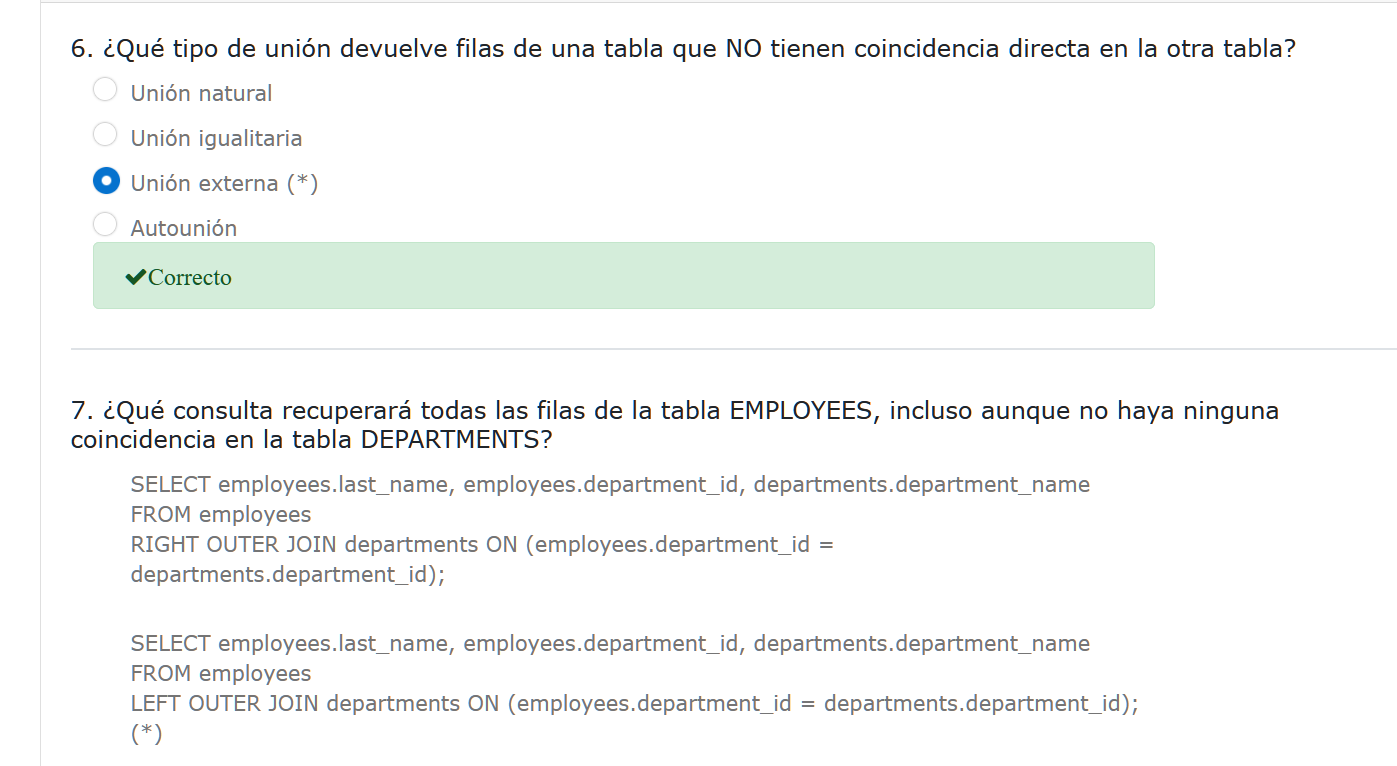 6. ¿Qué tipo de unión devuelve filas de una tabla que NO tienen coincidencia directa en la otra tabla?
Unión natural
Unión igualitaria
Unión externa (*)
Autounión
✔Correcto
7. ¿Qué consulta recuperará todas las filas de la tabla EMPLOYEES, incluso aunque no haya ninguna
coincidencia en la tabla DEPARTMENTS?
SELECT employees.last_name, employees.department_id, departments.department_name
FROM employees
RIGHT OUTER JOIN departments ON (employees.department_id =
departments.department_id);
SELECT employees.last_name, employees.department_id, departments.department_name
FROM employees
LEFT OUTER JOIN departments ON (employees.department_id = departments.department_id);
(*)